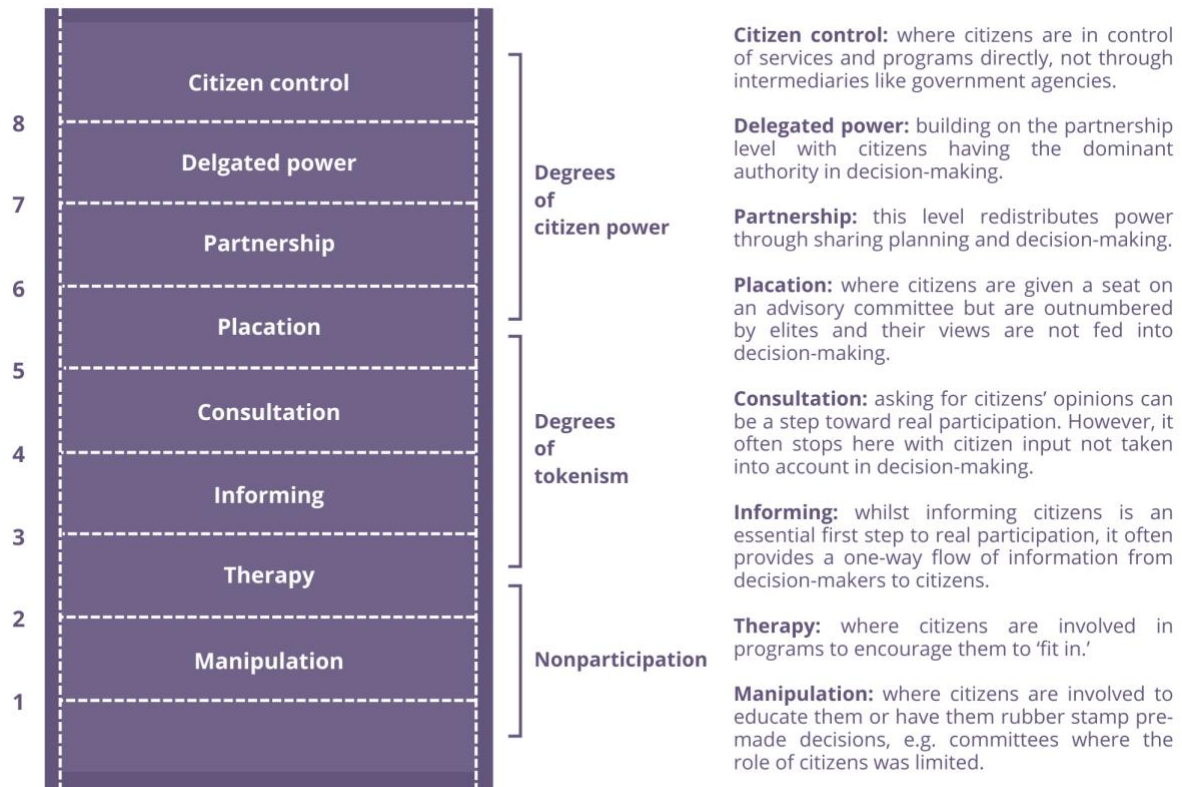 Citizen control
8
Delgated power
7
Partnership
6
Placation
5
Consultation
4
Informing
3
Therapy
2
Manipulation
1
Degrees
of
citizen power
Degrees
of
tokenism
Nonparticipation
Citizen control: where citizens are in control
of services and programs directly, not through
intermediaries like government agencies.
Delegated power: building on the partnership
level with citizens having the dominant
authority in decision-making.
Partnership: this level redistributes power
through sharing planning and decision-making.
Placation: where citizens are given a seat on
an advisory committee but are outnumbered
by elites and their views are not fed into
decision-making.
Consultation: asking for citizens’ opinions can
be a step toward real participation. However, it
often stops here with citizen input not taken
into account in decision-making.
Informing: whilst informing citizens is an
essential first step to real participation, it often
provides a one-way flow of information from
decision-makers to citizens.
Therapy: where citizens are involved in
programs to encourage them to ‘fit in.’
Manipulation: where citizens are involved to
educate them or have them rubber stamp pre-
made decisions, e.g. committees where the
role of citizens was limited.